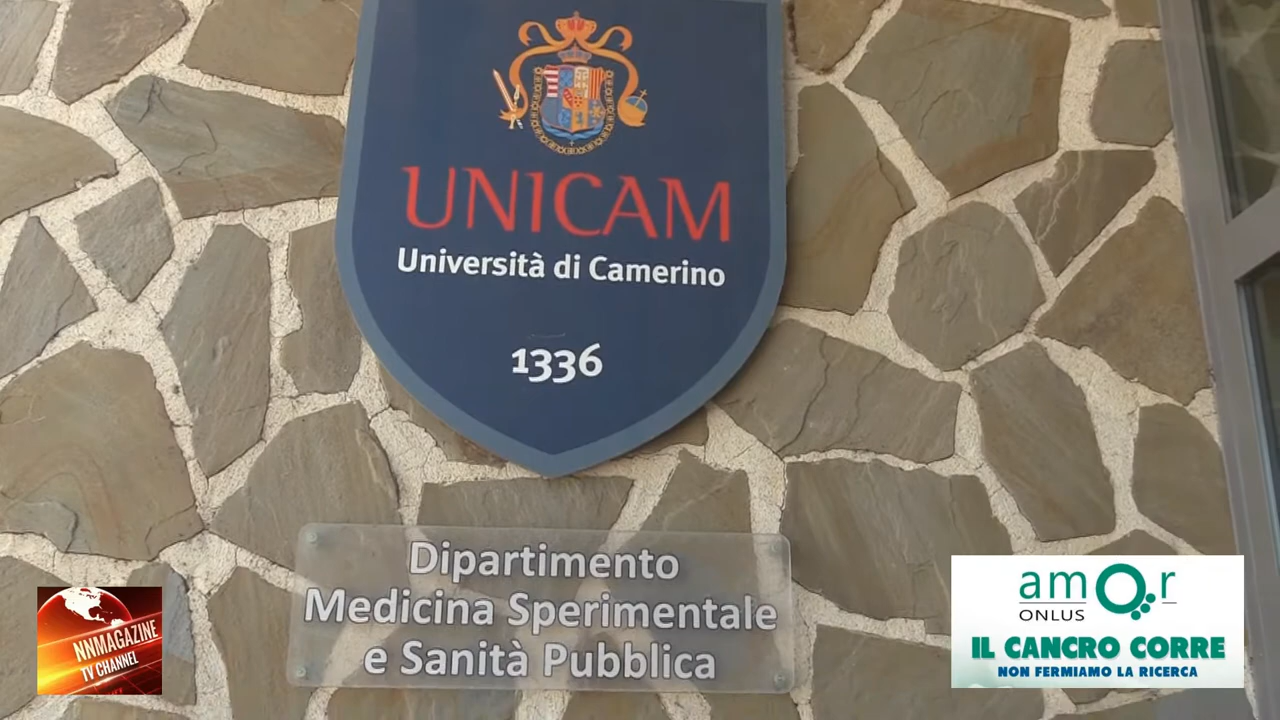 UNICAM
Università di Camerino
1336
Dipartimento
Medicina Sperimentale
e Sanità Pubblica
NNMAGAZINE
TV CHANNEL
amOr
ONLUS
IL CANCRO CORRE
NON FERMIAMO LA RICERCA